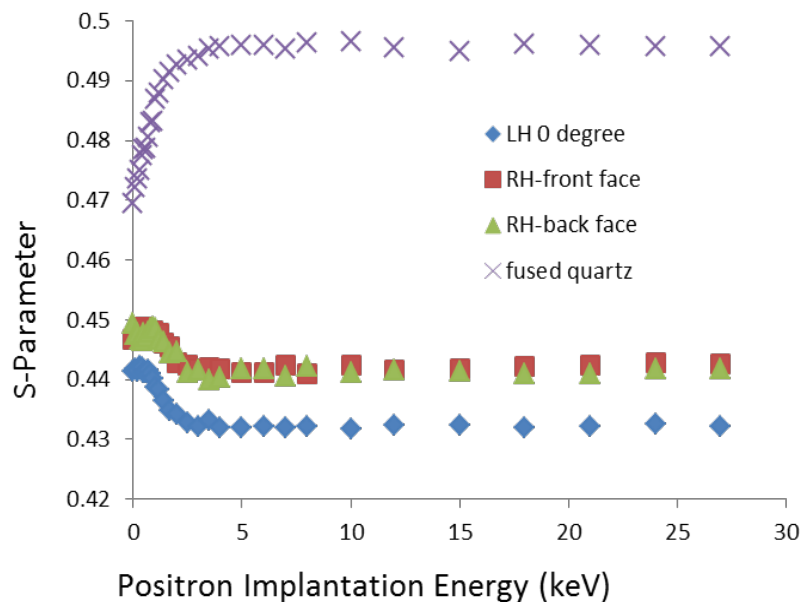 0.5
0.49
0.48
0.47
0.46
0.45
0.44
0.43
0.42
S-Parameter
LH 0 degree
RH-front face
RH-back face
fused quartz
0 5 10 15 20 25 30
Positron Implantation Energy (keV)